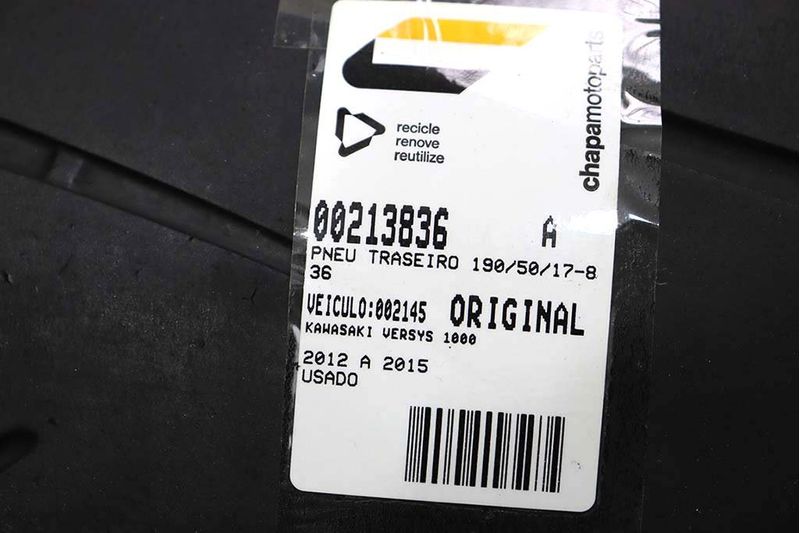 chapamotoparts
recicle
renove
reutilize
00213836 A
PNEU TRASEIRO 190/50/17-8
36
VEICULO:002145 ORIGINAL
KAWASAKI VERSYS 1000
2012 A 2015
USADO